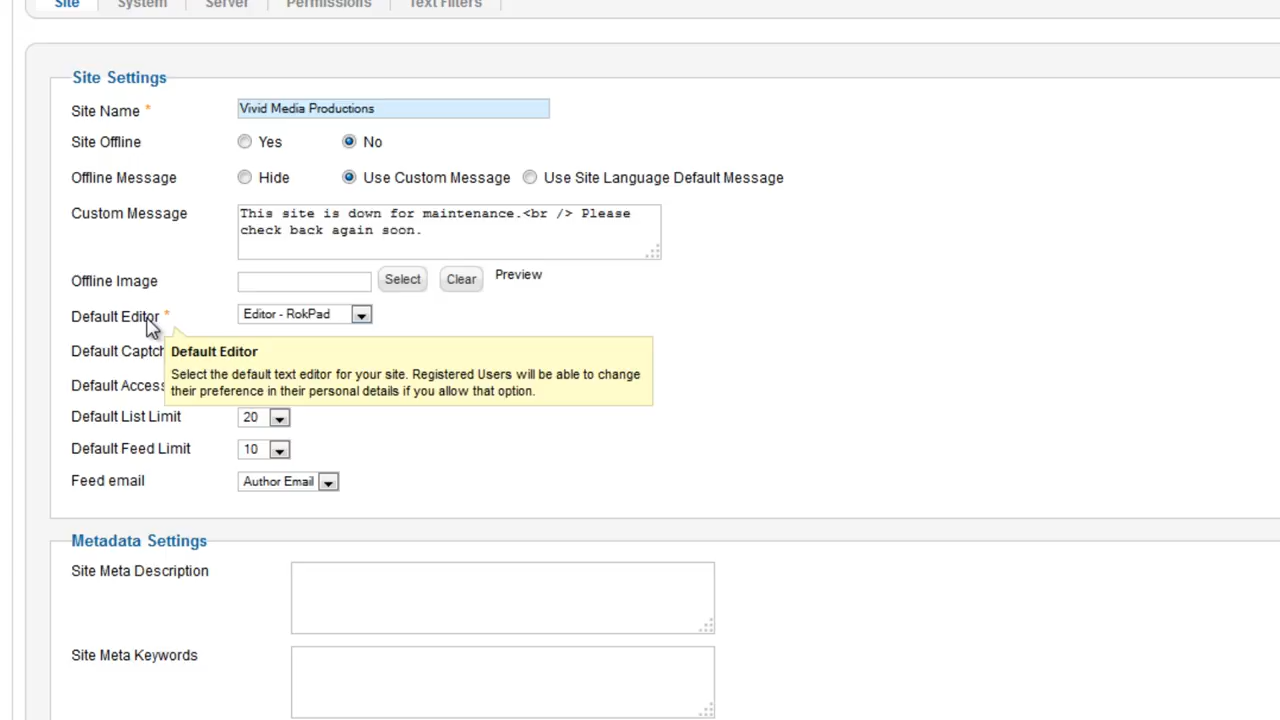 Site System Server Permissions Text Filters
Site Settings
Site Name * Vivid Media Productions
Site Offline Yes No
Offline Message Hide Use Custom Message Use Site Language Default Message
Custom Message This site is down for maintenance.<br /> Please
check back again soon.
Offline Image Select Clear Preview
Default Editor * Editor - RokPad
Default Captch
Default Editor
Select the default text editor for your site. Registered Users will be able to change
Default Access
their preference in their personal details if you allow that option.
Default List Limit 20
Default Feed Limit 10
Feed email Author Email
Metadata Settings
Site Meta Description
Site Meta Keywords